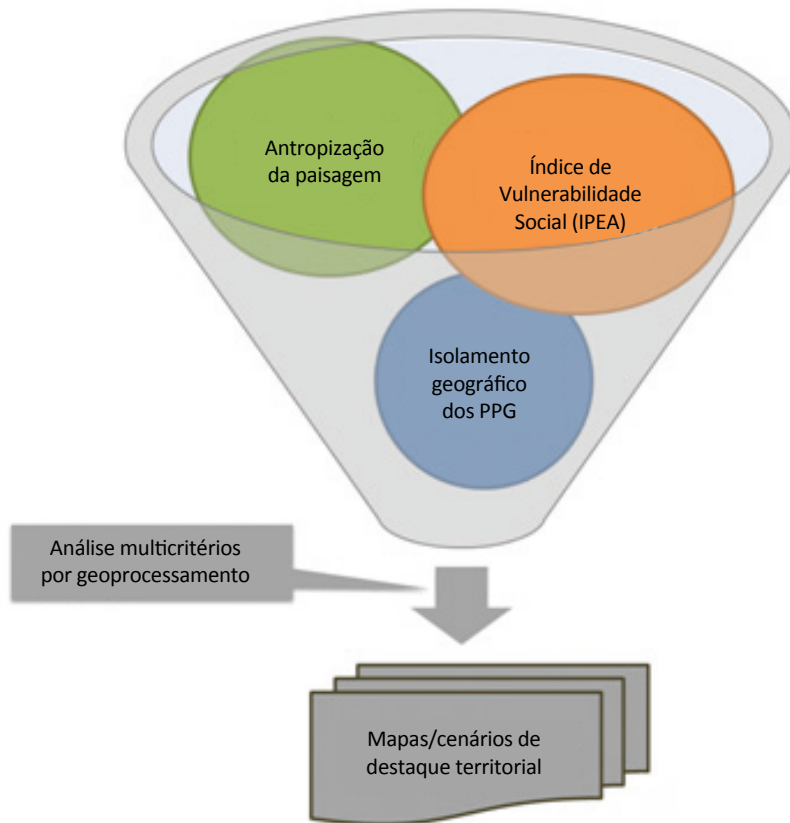 Antropização
da paisagem
Índice de
Vulnerabilidade
Social (IPEA)
Isolamento
geográfico
dos PPG
Análise multicritérios
por geoprocessamento
Mapas/cenários de
destaque territorial